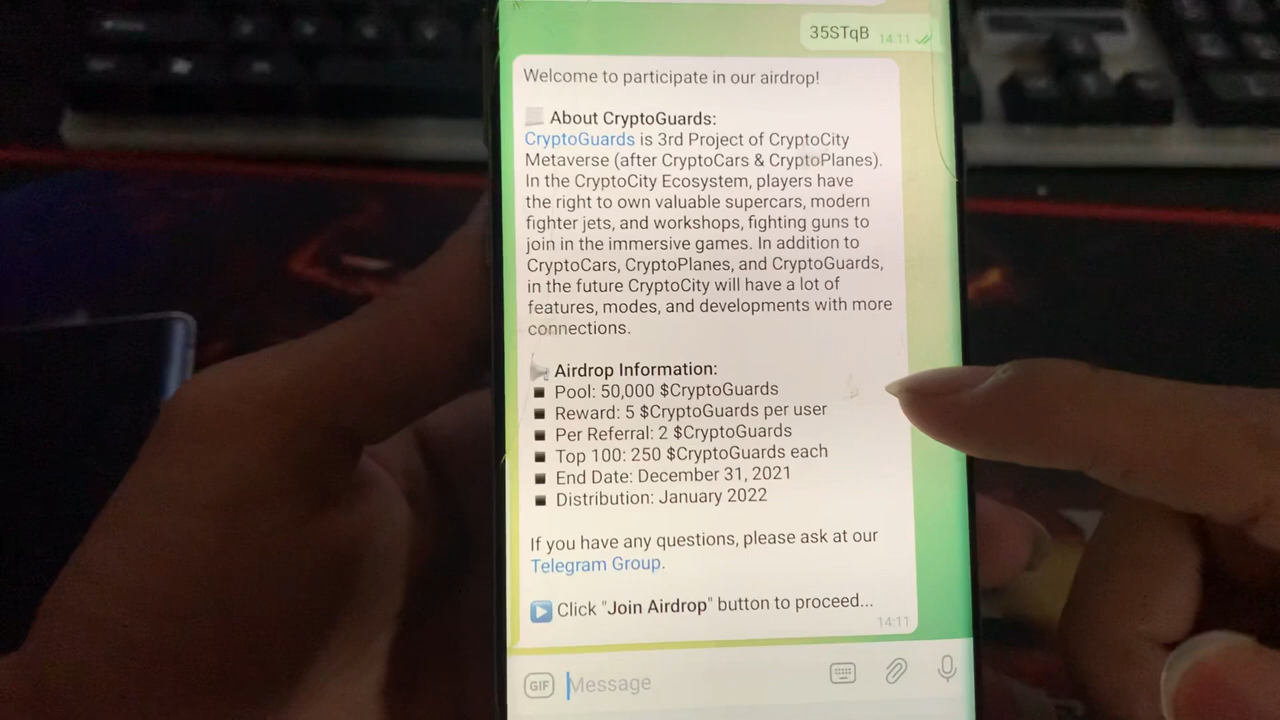 35STqB 14:11
Welcome to participate in our airdrop!
About CryptoGuards:
CryptoGuards is 3rd Project of CryptoCity
Metaverse (after CryptoCars & CryptoPlanes).
In the CryptoCity Ecosystem, players have
the right to own valuable supercars, modern
fighter jets, and workshops, fighting guns to
join in the immersive games. In addition to
CryptoCars, CryptoPlanes, and CryptoGuards,
in the future CryptoCity will have a lot of
features, modes, and developments with more
connections.
Airdrop Information:
Pool: 50,000 $CryptoGuards
Reward: 5 $CryptoGuards per user
Per Referral: 2 $CryptoGuards
Top 100: 250 $CryptoGuards each
End Date: December 31, 2021
Distribution: January 2022
If you have any questions, please ask at our
Telegram Group.
Click "Join Airdrop" button to proceed...
14:11
GIF Message